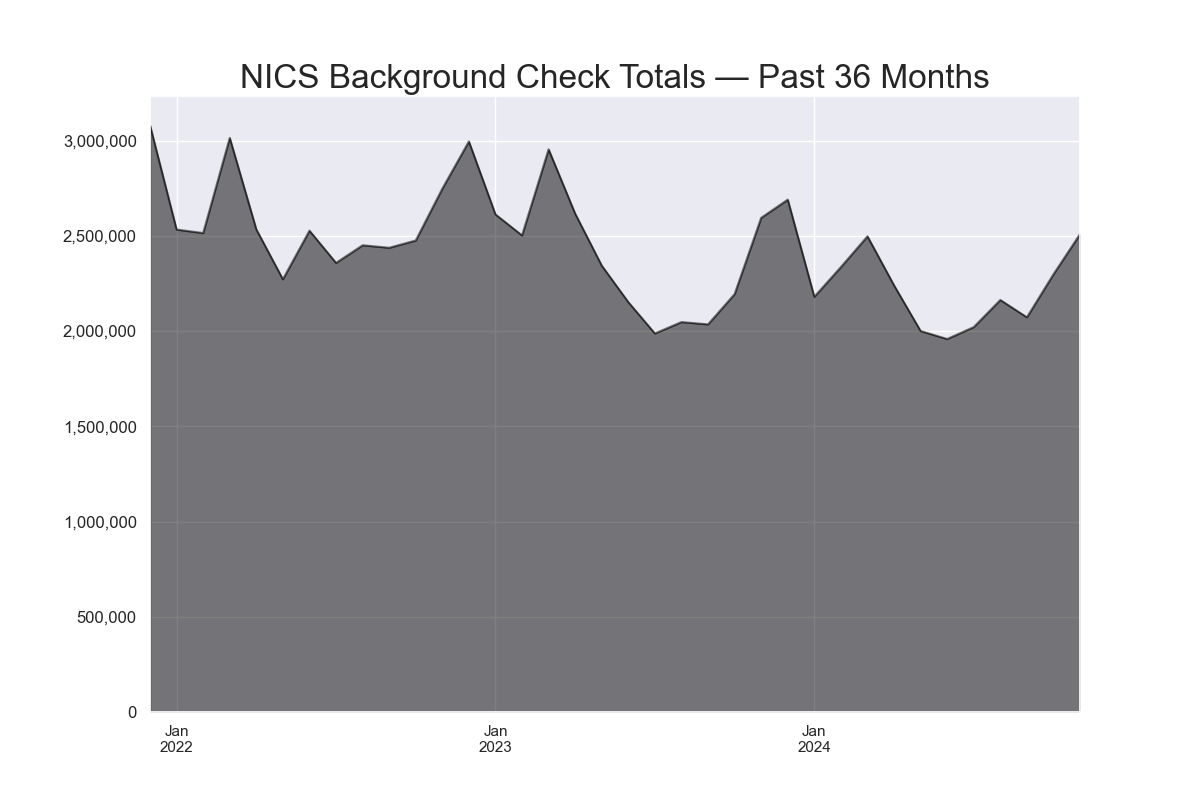 NICS Background Check Totals — Past 36 Months
3,000,000
2,500,000
2,000,000
1,500,000
1,000,000
500,000
0
Jan
2022
Jan
2023
Jan
2024